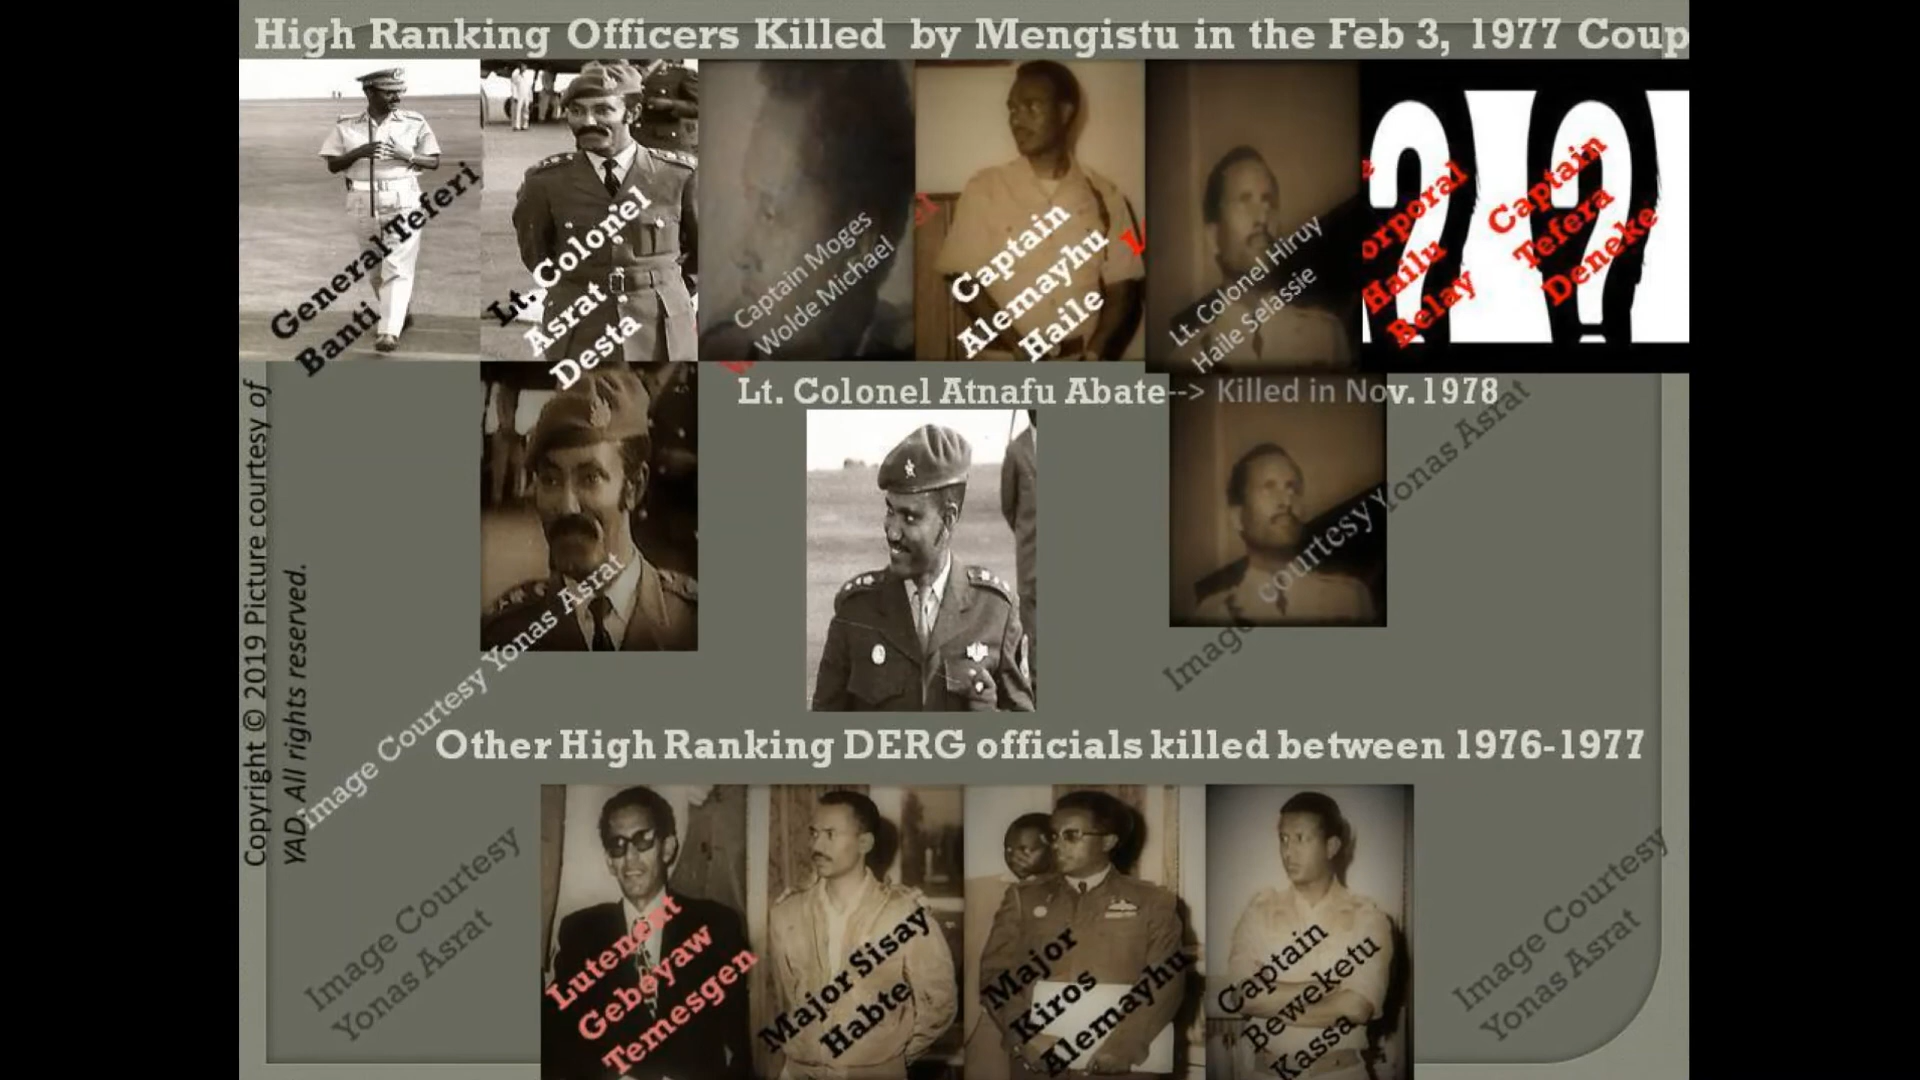 High Ranking Officers Killed by Mengistu in the Feb 3, 1977 Coup
General Teferi
Banti
Lt. Colonel
Asrat
Desta
Captain Moges
Wolde Michael
Captain
Alemayhu
Haile
Lt. Colonel Hiruy
Haile Selassie
orporal
Hailu
Belay
Captain
Tefera
Deneke
Lt. Colonel Atnafu Abate--> Killed in Nov.1978
Copyright © 2019 Picture courtesy of
YAD. All rights reserved.
Image Courtesy Yonas Asrat
Image courtesy Yonas Asrat
Other High Ranking DERG officials killed between 1976-1977
Image Courtesy
Yonas Asrat
Lutenent
Geboyaw
Temesgen
Major Sisay
Habte
Major
Kiros
Alemayhu
Captain
Beweketu
Kassa
Image Courtesy
Yonas Asrat